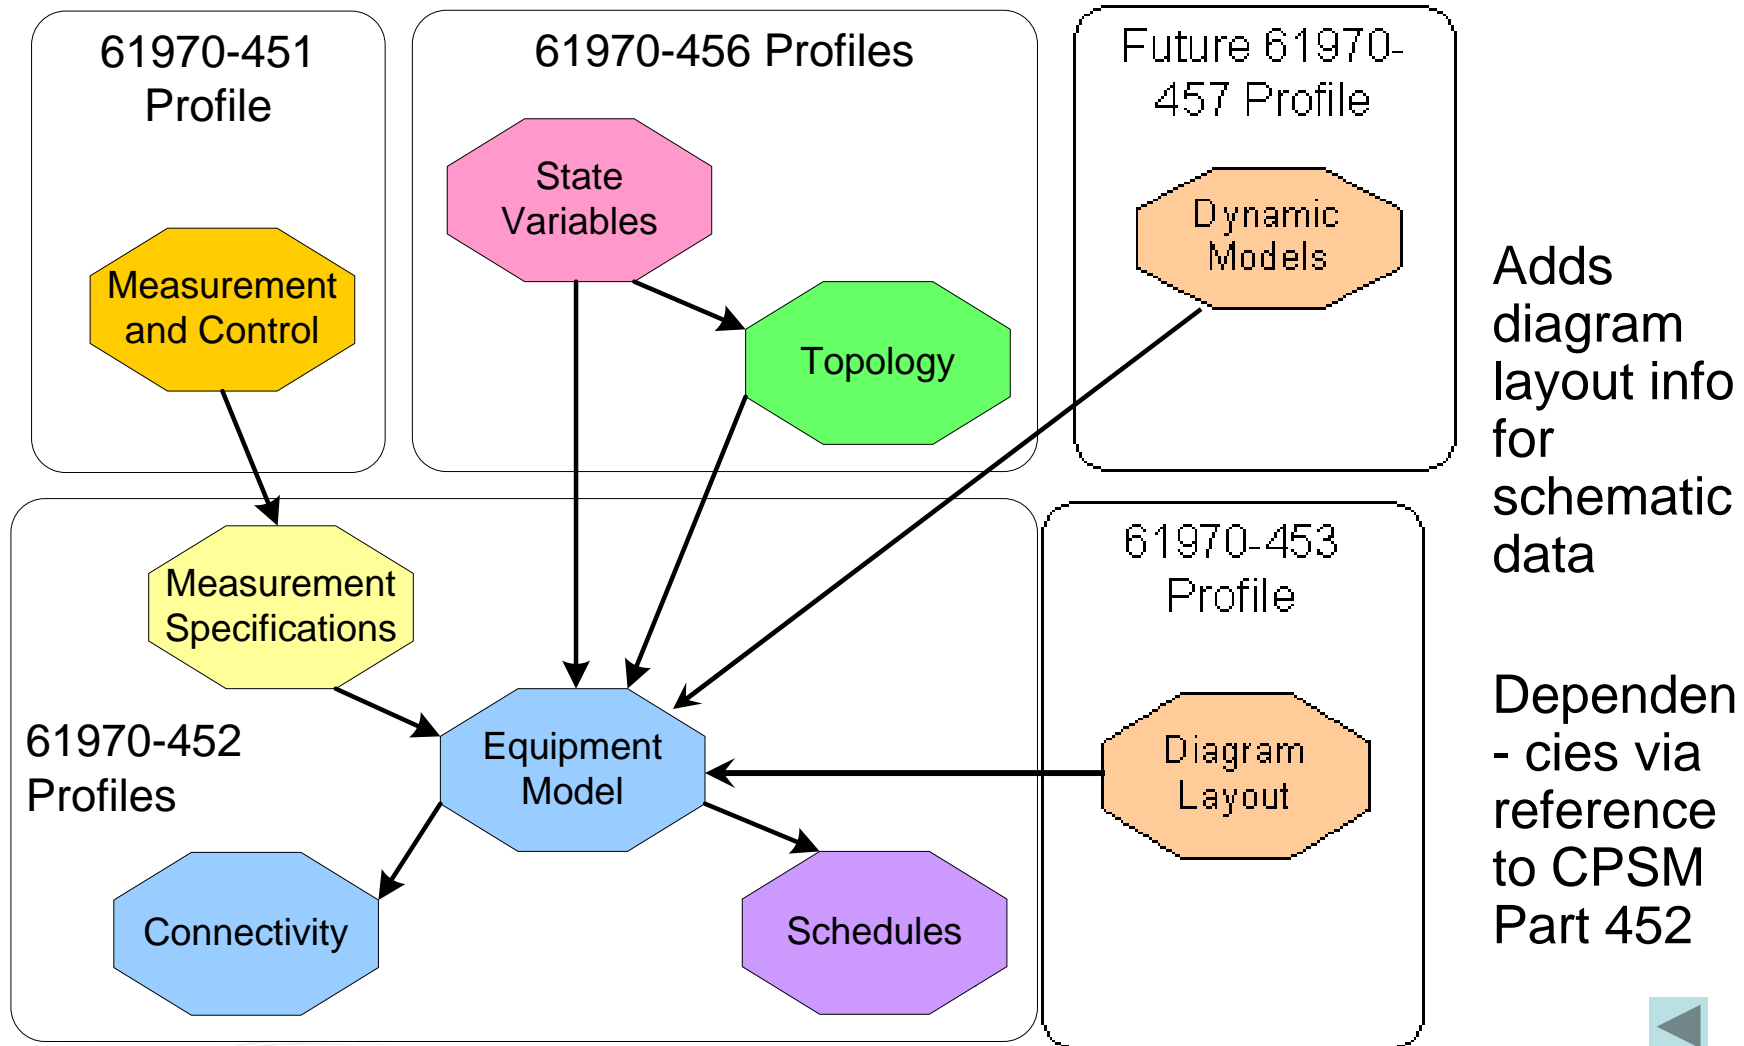 61970-451
Profile
Measurement
and Control
61970-456 Profiles
State
Variables
Topology
Future 61970-
457 Profile
Dynamic
Models
Adds
diagram
layout info
for
schematic
data
Dependen
- cies via
reference
to CPSM
Part 452
61970-452
Profiles
Measurement
Specifications
Equipment
Model
Connectivity
Schedules
61970-453
Profile
Diagram
Layout